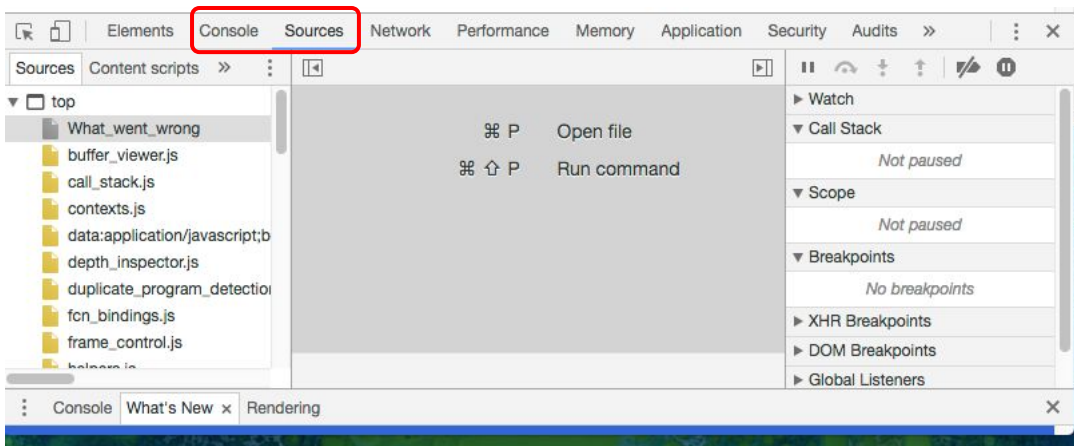 Elements Console Sources Network Performance Memory Application Security Audits »
Sources Content scripts »
top
What_went_wrong
buffer_viewer.js
call_stack.js
contexts.js
data:application/javascript;b
depth_inspector.js
duplicate_program_detectio
fcn_bindings.js
frame_control.js
helpers.js
⌘ P Open file
⌘ ⇧ P Run command
Watch
Call Stack
Not paused
Scope
Not paused
Breakpoints
No breakpoints
XHR Breakpoints
DOM Breakpoints
Global Listeners
Console What's New × Rendering